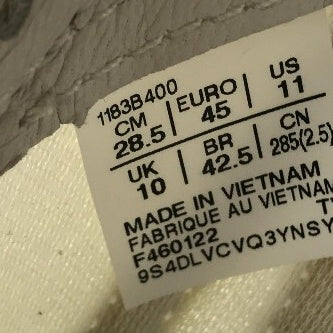 1183B400
CM EURO US
28.5 45 11
UK BR CN
10 42.5 285(2.5)
MADE IN VIETNAM
FABRIQUE AU VIETNAM
F460122
9S4DLVCVQ3YNSY